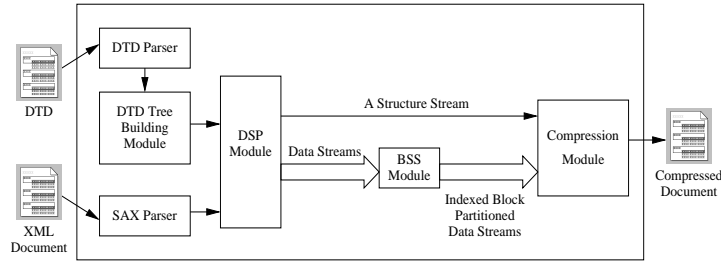 DTD Parser
DTD
DTD Tree
Building
Module
DSP
Module
A Structure Stream
Data Streams
BSS
Module
Indexed Block
Partitioned
Data Streams
Compression
Module
Compressed
Document
SAX Parser
XML
Document